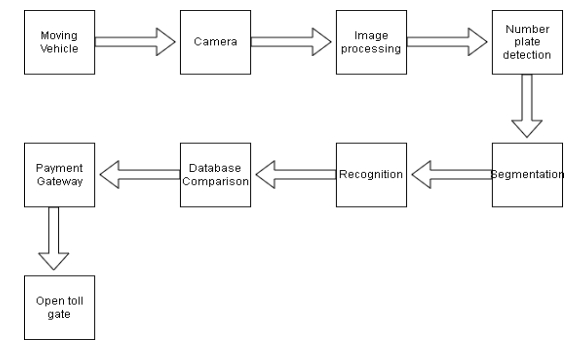 Moving
Vehicle
Camera
Image
processing
Number
plate
detection
Payment
Gateway
Database
Comparison
Recognition
Segmentation
Open toll
gate